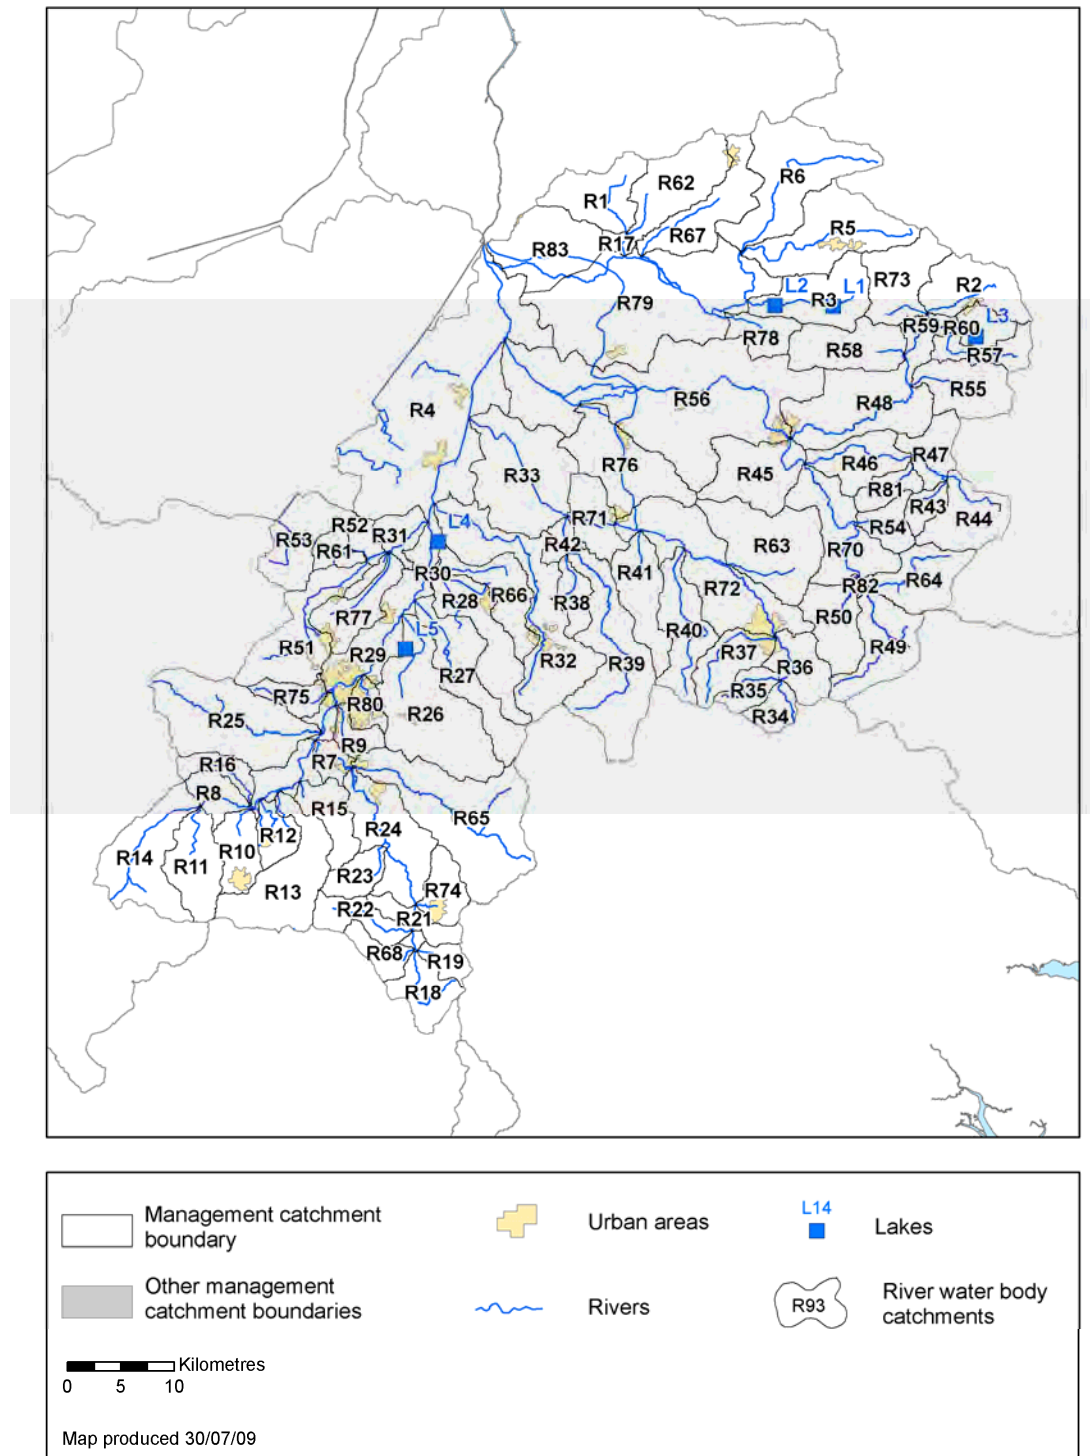 R6
R62
R1
R5
R67
R17
R83
R73
L2
L1
R2
R3
R79
L3
R59
R60
R78
R58
R57
R55
R56
R48
R4
R47
R76
R46
R33
R45
R81
R43
R44
R71
R52
L4
R54
R53
R31
R42
R63
R70
R61
R30
R41
R64
R82
R72
R66
R28
R38
R77
R50
L5
R40
R51
R49
R29
R37
R32
R39
R36
R27
R35
R75
R80
R26
R34
R25
R9
R7
R16
R8
R15
R65
R24
R12
R10
R14
R11
R23
R13
R74
R22
R21
R68
R19
R18
Management catchment
boundary
Urban areas
L14
Lakes
Other management
catchment boundaries
Rivers
R93
River water body
catchments
Kilometres
0 5 10
Map produced 30/07/09